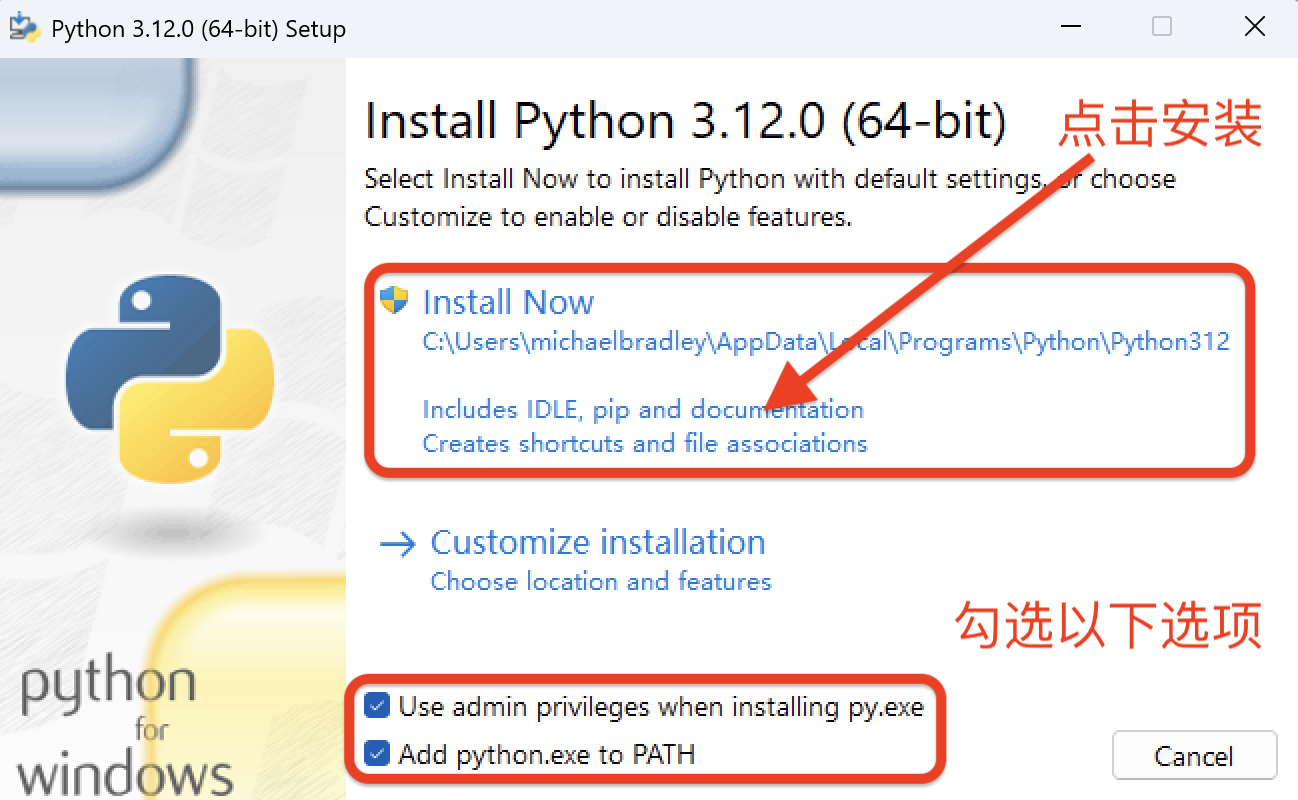 Python 3.12.0 (64-bit) Setup
Install Python 3.12.0 (64-bit)
点击安装
Select Install Now to install Python with default settings, or choose
Customize to enable or disable features.
Install Now
C:\Users\michaelbradley\AppData\Local\Programs\Python\Python312
Includes IDLE, pip and documentation
Creates shortcuts and file associations
Customize installation
Choose location and features
勾选以下选项
Use admin privileges when installing py.exe
Add python.exe to PATH
Cancel
python
for
windows